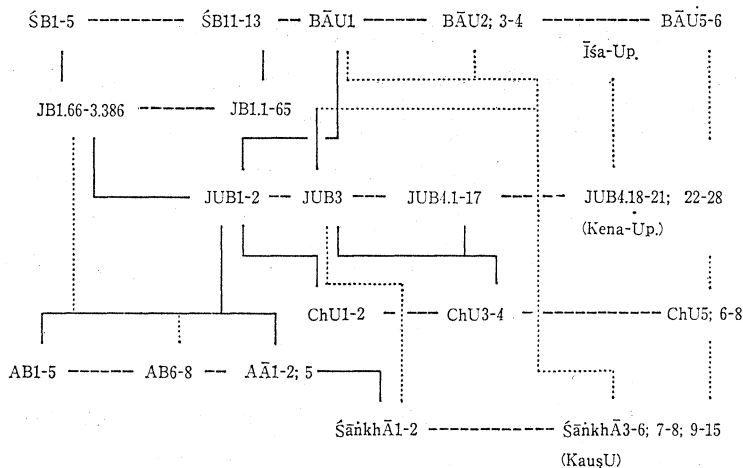 ŚB1-5 ŚB11-13 BĀU1 BĀU2; 3-4 BĀU5-6
Īśa-Up.
JB1.66-3.386 JB1.1-65
JUB1-2 JUB3 JUB4.1-17 JUB4.18-21; 22-28
(Kena-Up.)
ChU1-2 ChU3-4 ChU5; 6-8
AB1-5 AB6-8 AĀ1-2; 5
ŚāṅkhĀ1-2 ŚāṅkhĀ3-6; 7-8; 9-15
(KauṣU)